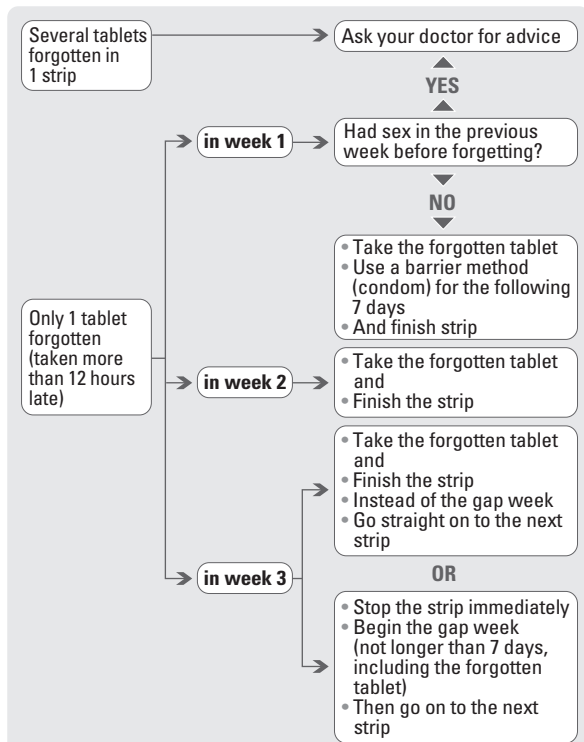 Several tablets
forgotten in
1 strip
Ask your doctor for advice
YES
in week 1
Had sex in the previous
week before forgetting?
NO
• Take the forgotten tablet
• Use a barrier method
(condom) for the following
7 days
• And finish strip
Only 1 tablet
forgotten
(taken more
than 12 hours
late)
in week 2
• Take the forgotten tablet
and
• Finish the strip
in week 3
• Take the forgotten tablet
and
• Finish the strip
• Instead of the gap week
• Go straight on to the next
strip
OR
• Stop the strip immediately
• Begin the gap week
(not longer than 7 days,
including the forgotten
tablet)
• Then go on to the next
strip